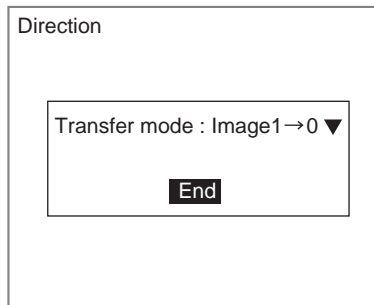 Direction
Transfer mode : Image1→0 ▼
End